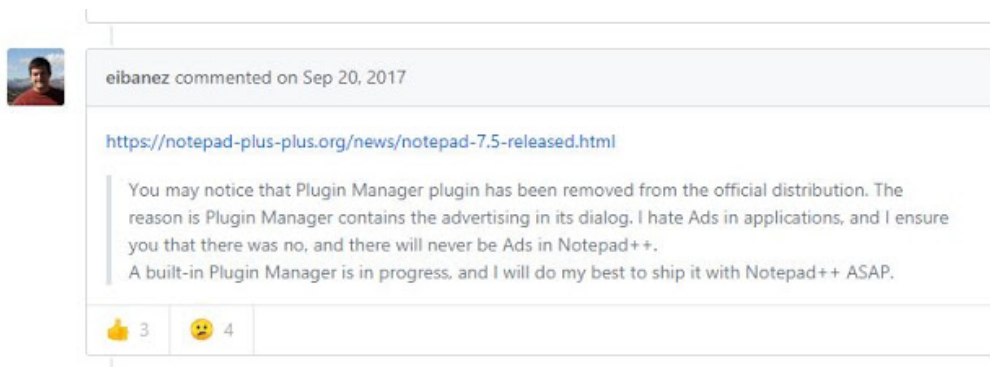 eibanez commented on Sep 20, 2017
https://notepad-plus-plus.org/news/notepad-7.5-released.html
You may notice that Plugin Manager plugin has been removed from the official distribution. The
reason is Plugin Manager contains the advertising in its dialog. I hate Ads in applications, and I ensure
you that there was no, and there will never be Ads in Notepad++.
A built-in Plugin Manager is in progress, and I will do my best to ship it with Notepad++ ASAP.
👍 3 😕 4